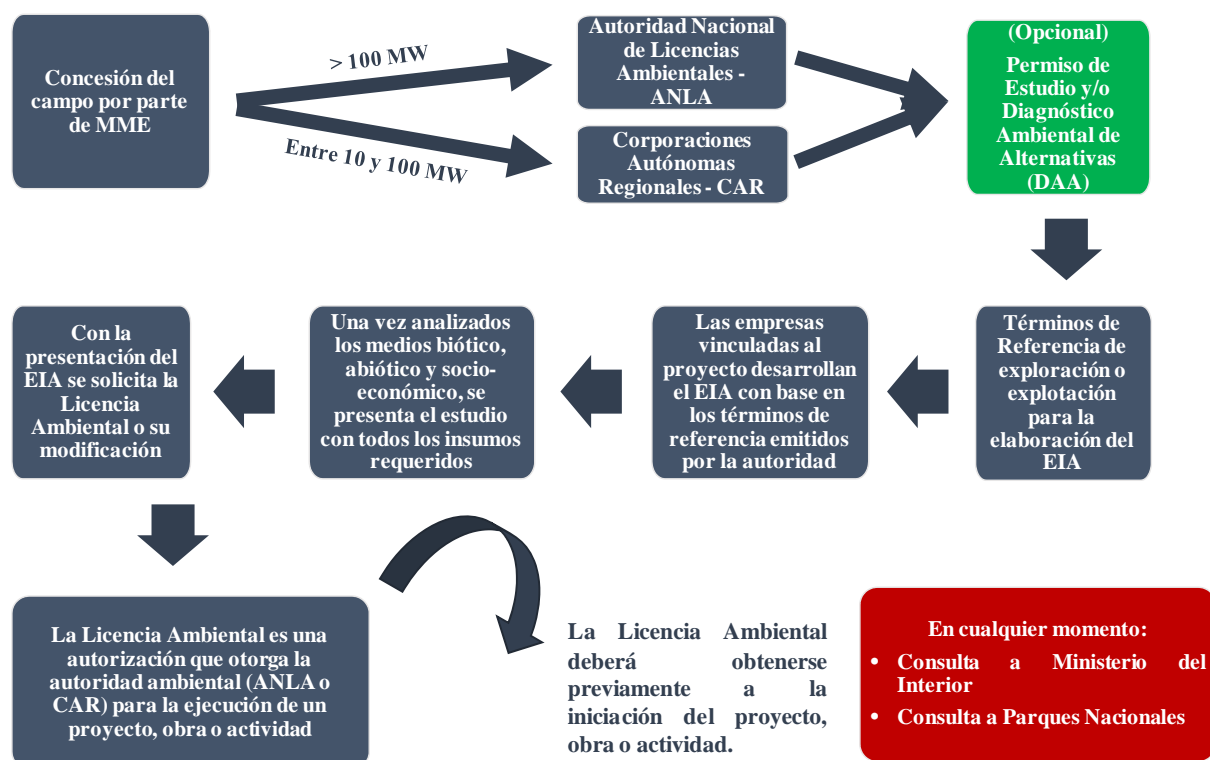 Concesión del
campo por parte
de MME
> 100 MW
Entre 10 y 100 MW
Autoridad Nacional
de Licencias
Ambientales -
ANLA
Corporaciones
Autónomas
Regionales - CAR
(Opcional)
Permiso de
Estudio y/o
Diagnóstico
Ambiental de
Alternativas
(DAA)
Términos de
Referencia de
exploración o
explotación
para la
elaboración del
EIA
Las empresas
vinculadas al
proyecto desarrollan
el EIA con base en
los términos de
referencia emitidos
por la autoridad
Una vez analizados
los medios biótico,
abiótico y socio-
económico, se
presenta el estudio
con todos los insumos
requeridos
Con la
presentación del
EIA se solicita la
Licencia
Ambiental o su
modificación
La Licencia Ambiental es una
autorización que otorga la
autoridad ambiental (ANLA o
CAR) para la ejecución de un
proyecto, obra o actividad
La Licencia Ambiental
deberá obtenerse
previamente a la
iniciación del proyecto,
obra o actividad.
En cualquier momento:
• Consulta a Ministerio del
Interior
• Consulta a Parques Nacionales